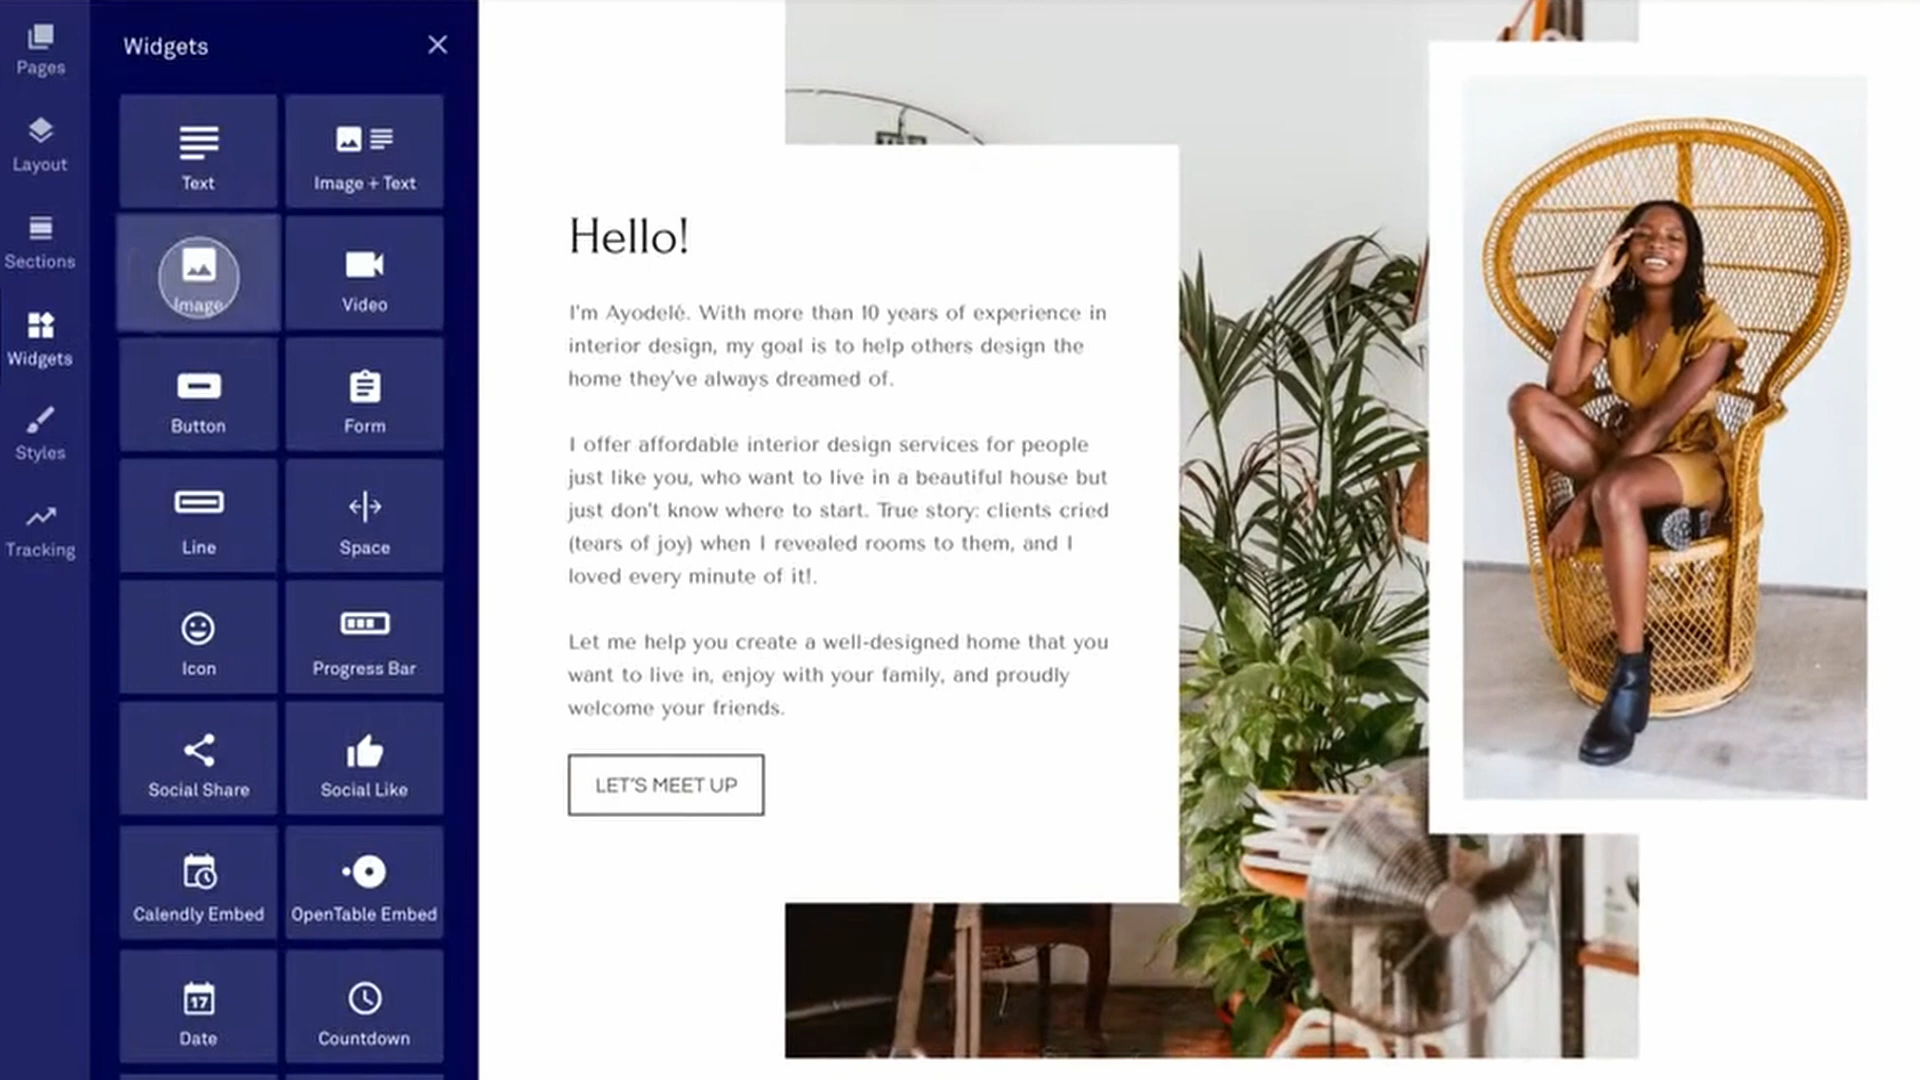 Pages
Layout
Sections
Widgets
Styles
Tracking
Widgets
Text
Image + Text
Image
Video
Button
Form
Line
Space
Icon
Progress Bar
Social Share
Social Like
Calendly Embed
OpenTable Embed
17
Date
Countdown
Hello!
I'm Ayodelé. With more than 10 years of experience in
interior design, my goal is to help others design the
home they've always dreamed of.
I offer affordable interior design services for people
just like you, who want to live in a beautiful house but
just don't know where to start. True story: clients cried
(tears of joy) when I revealed rooms to them, and I
loved every minute of it!.
Let me help you create a well-designed home that you
want to live in, enjoy with your family, and proudly
welcome your friends.
LET'S MEET UP